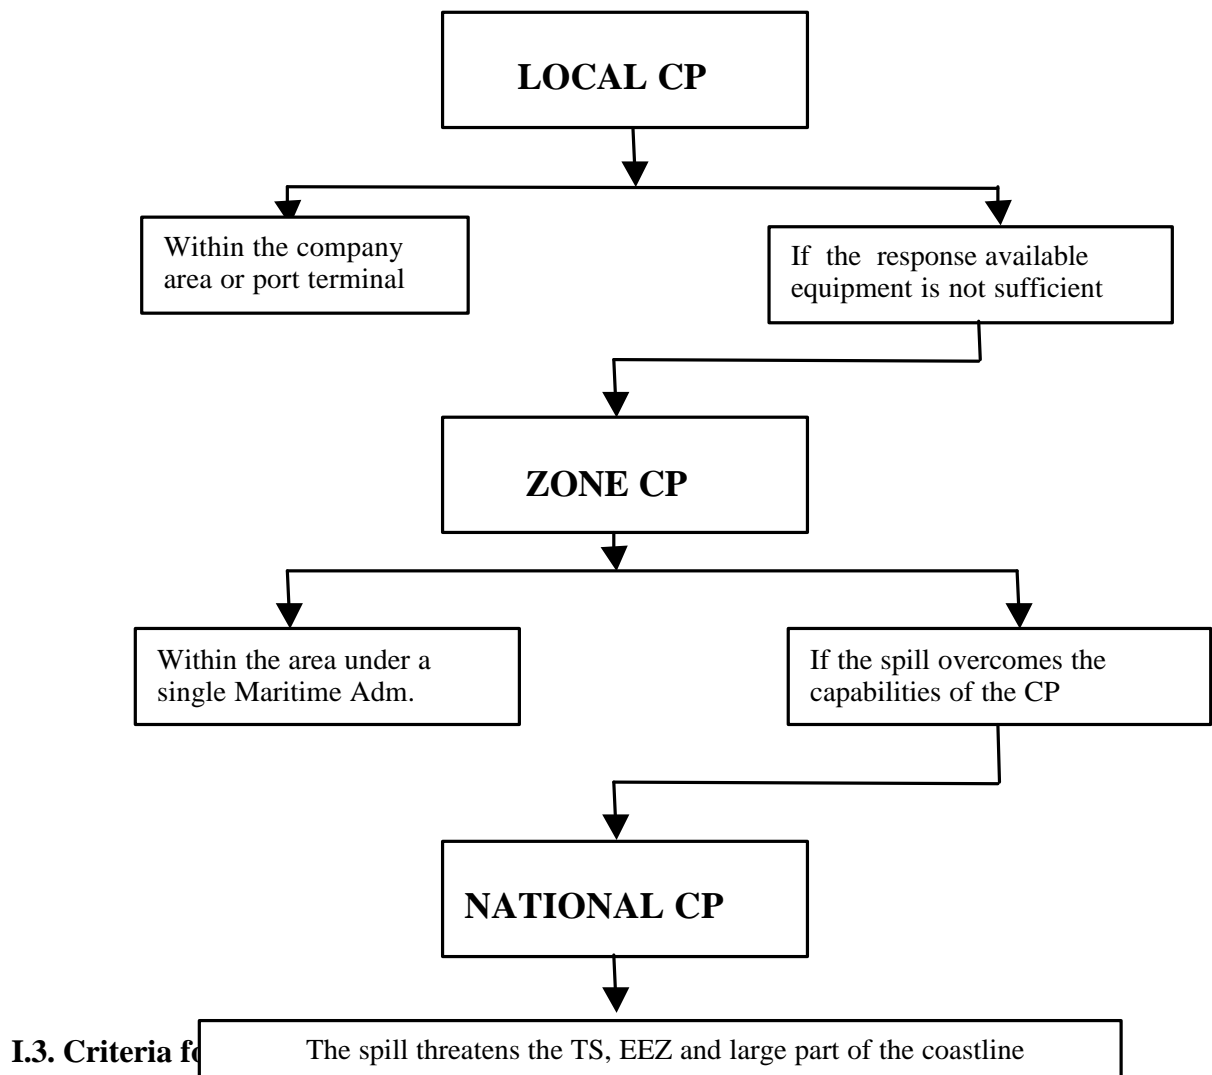 LOCAL CP
Within the company
area or port terminal
If the response available
equipment is not sufficient
ZONE CP
Within the area under a
single Maritime Adm.
If the spill overcomes the
capabilities of the CP
NATIONAL CP
I.3. Criteria
The spill threatens the TS, EEZ and large part of the coastline